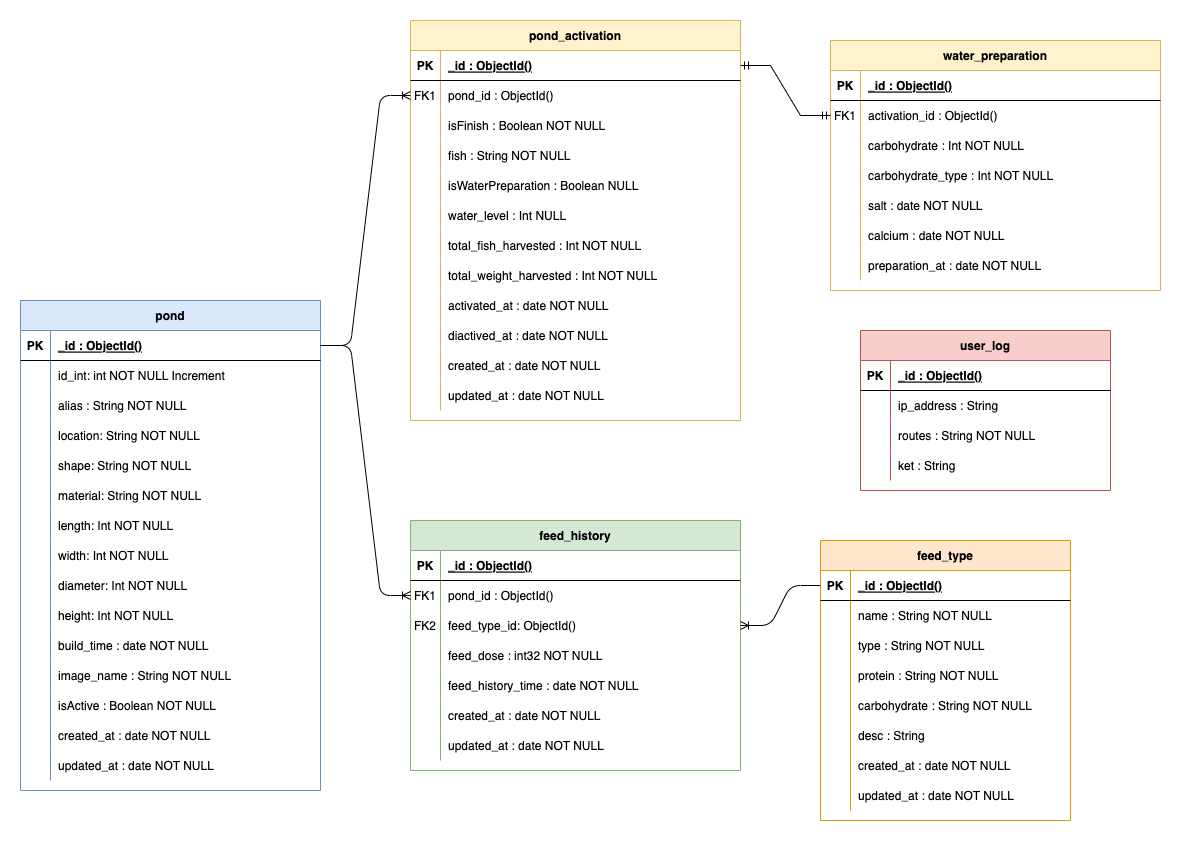 pond_activation
PK _id : ObjectId()
FK1 pond_id : ObjectId()
isFinish : Boolean NOT NULL
fish : String NOT NULL
isWaterPreparation : Boolean NULL
water_level : Int NULL
total_fish_harvested : Int NOT NULL
total_weight_harvested : Int NOT NULL
activated_at : date NOT NULL
diactived_at : date NOT NULL
created_at : date NOT NULL
updated_at : date NOT NULL
water_preparation
PK _id : ObjectId()
FK1 activation_id : ObjectId()
carbohydrate : Int NOT NULL
carbohydrate_type : Int NOT NULL
salt : date NOT NULL
calcium : date NOT NULL
preparation_at : date NOT NULL
pond
PK _id : ObjectId()
id_int: int NOT NULL Increment
alias : String NOT NULL
location: String NOT NULL
shape: String NOT NULL
material: String NOT NULL
length: Int NOT NULL
width: Int NOT NULL
diameter: Int NOT NULL
height: Int NOT NULL
build_time : date NOT NULL
image_name : String NOT NULL
isActive : Boolean NOT NULL
created_at : date NOT NULL
updated_at : date NOT NULL
user_log
PK _id : ObjectId()
ip_address : String
routes : String NOT NULL
ket : String
feed_history
PK _id : ObjectId()
FK1 pond_id : ObjectId()
FK2 feed_type_id: ObjectId()
feed_dose : int32 NOT NULL
feed_history_time : date NOT NULL
created_at : date NOT NULL
updated_at : date NOT NULL
feed_type
PK _id : ObjectId()
name : String NOT NULL
type : String NOT NULL
protein : String NOT NULL
carbohydrate : String NOT NULL
desc : String
created_at : date NOT NULL
updated_at : date NOT NULL